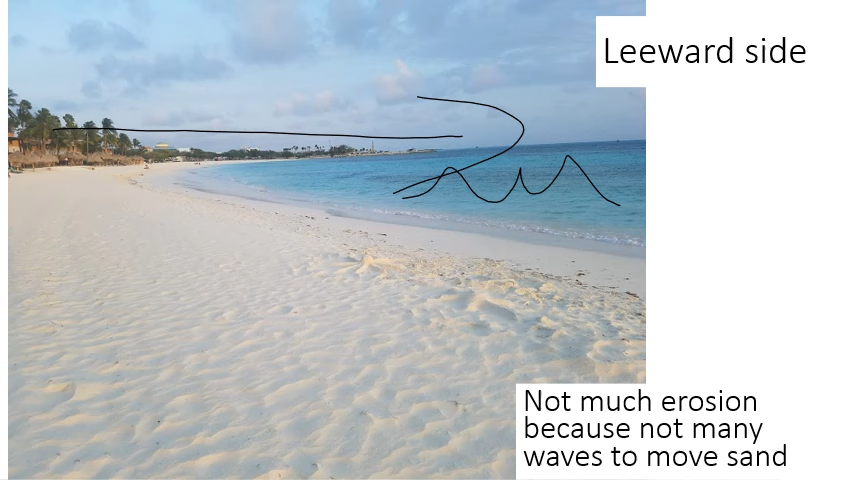 Leeward side
Not much erosion
because not many
waves to move sand